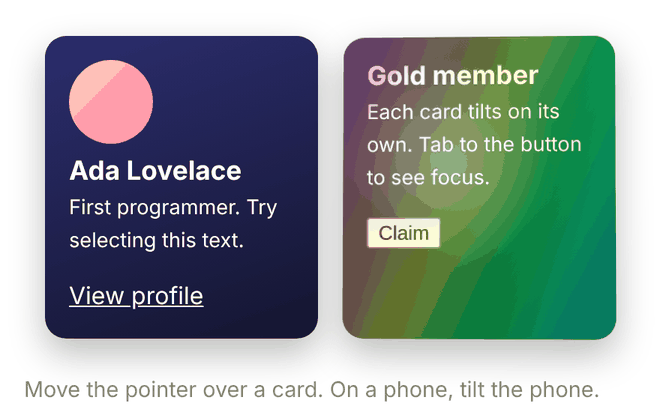 Ada Lovelace
First programmer. Try
selecting this text.
View profile
Gold member
Each card tilts on its
own. Tab to the button
to see focus.
Claim
Move the pointer over a card. On a phone, tilt the phone.